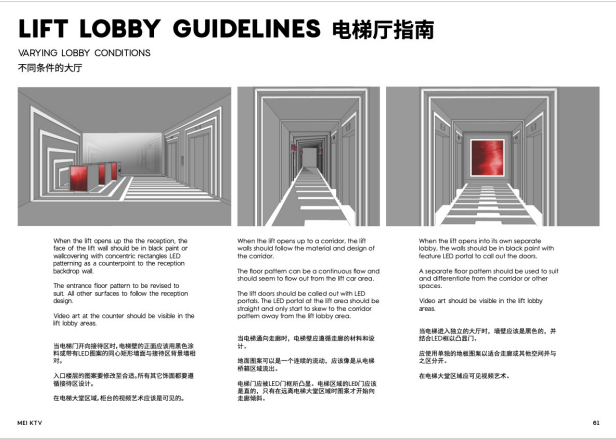 LIFT LOBBY GUIDELINES 电梯厅指南
VARYING LOBBY CONDITIONS
不同条件的大厅
When the lift opens up the the reception, the
face of the lift wall should be in black paint or
wallcovering with concentric rectangles LED
patterning as a counterpoint to the reception
backdrop wall.
The entrance floor pattern to be revised to
suit. All other surfaces to follow the reception
design.
Video art at the counter should be visible in the
lift lobby areas.
当电梯门开向接待区时,电梯壁的正面应该用黑色涂
料或带有LED图案的同心矩形墙面与接待区背景墙相
对。
入口楼层的图案要修改至合适。所有其它饰面都要遵
循接待区设计。
在电梯大堂区域,柜台的视频艺术应该是可见的。
When the lift opens up to a corridor, the lift
walls should follow the material and design of
the corridor.
The floor pattern can be a continuous flow and
should seem to flow out from the lift car area.
The lift doors should be called out with LED
portals. The LED portal at the lift area should be
straight and only start to skew to the corridor
pattern away from the lift lobby area.
当电梯通向走廊时，电梯壁应遵循走廊的材料和设
计。
地面图案可以是一个连续的流动，应该像是从电梯
轿厢区域流出。
电梯门应被LED门框所凸显。电梯区域的LED门应该
是直的，只有在远离电梯大堂区域时图案才开始向
走廊倾斜。
When the lift opens into its own separate
lobby, the walls should be in black paint with
feature LED portal to call out the doors.
A separate floor pattern should be used to suit
and differentiate from the corridor or other
spaces.
Video art should be visible in the lift lobby
areas.
当电梯进入独立的大厅时，墙壁应该是黑色的，并
结合LED框以凸显门。
应使用单独的地板图案以适合走廊或其他空间并与
之区分开。
在电梯大堂区域应可见视频艺术。
MEI KTV
61